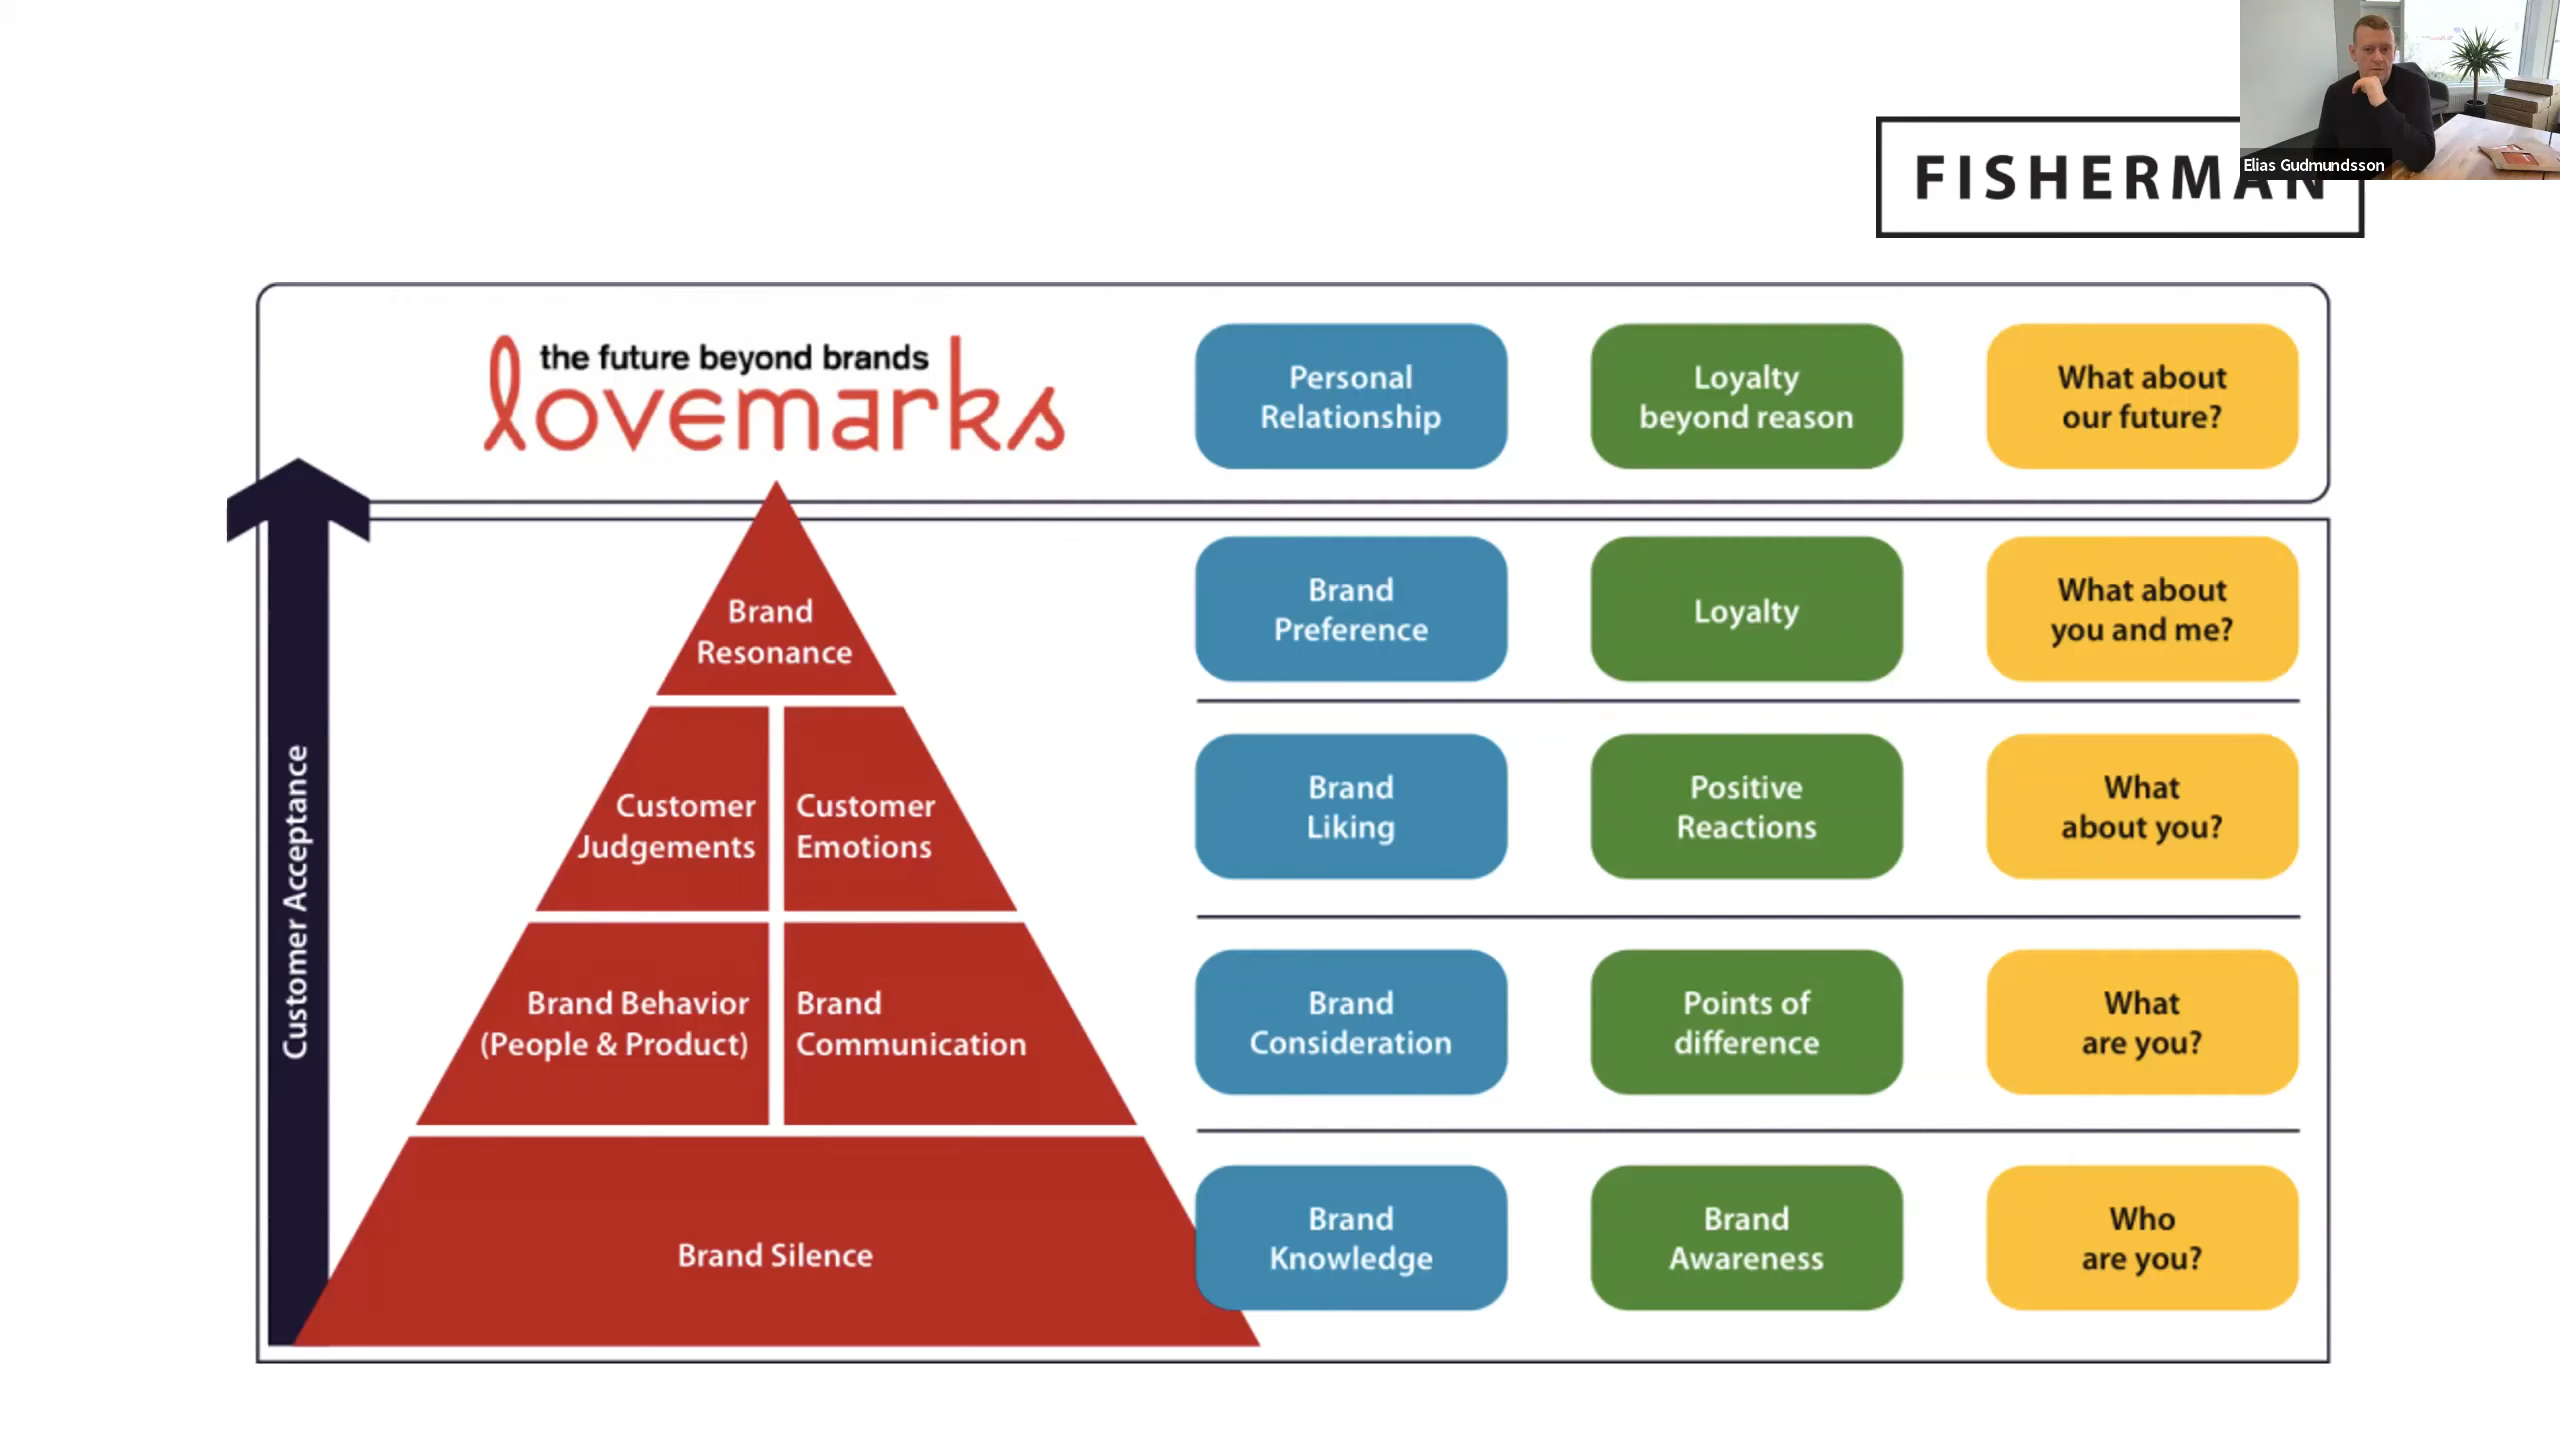 Elias Gudmundsson
FISHERMAN
the future beyond brands
lovemarks
Personal
Relationship
Loyalty
beyond reason
What about
our future?
Customer Acceptance
Brand
Resonance
Brand
Preference
Loyalty
What about
you and me?
Customer
Judgements
Customer
Emotions
Brand
Liking
Positive
Reactions
What
about you?
Brand Behavior
(People & Product)
Brand
Communication
Brand
Consideration
Points of
difference
What
are you?
Brand Silence
Brand
Knowledge
Brand
Awareness
Who
are you?